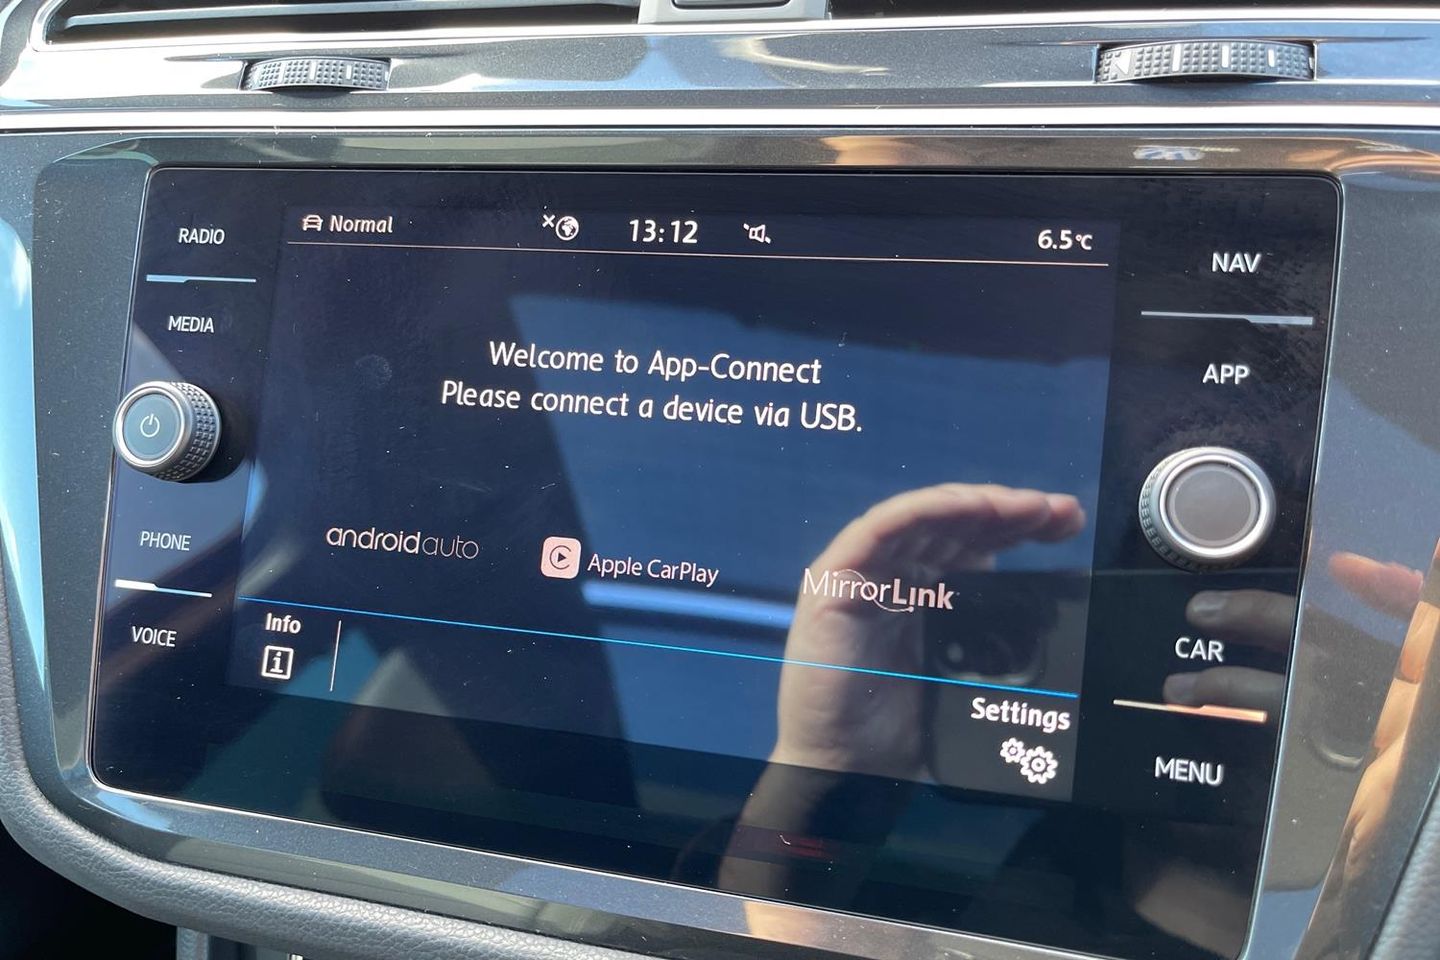 RADIO
MEDIA
PHONE
VOICE
Normal
13:12
6.5°C
Welcome to App-Connect
Please connect a device via USB.
androidauto
Apple CarPlay
MirrorLink
Info
i
Settings
NAV
APP
CAR
MENU